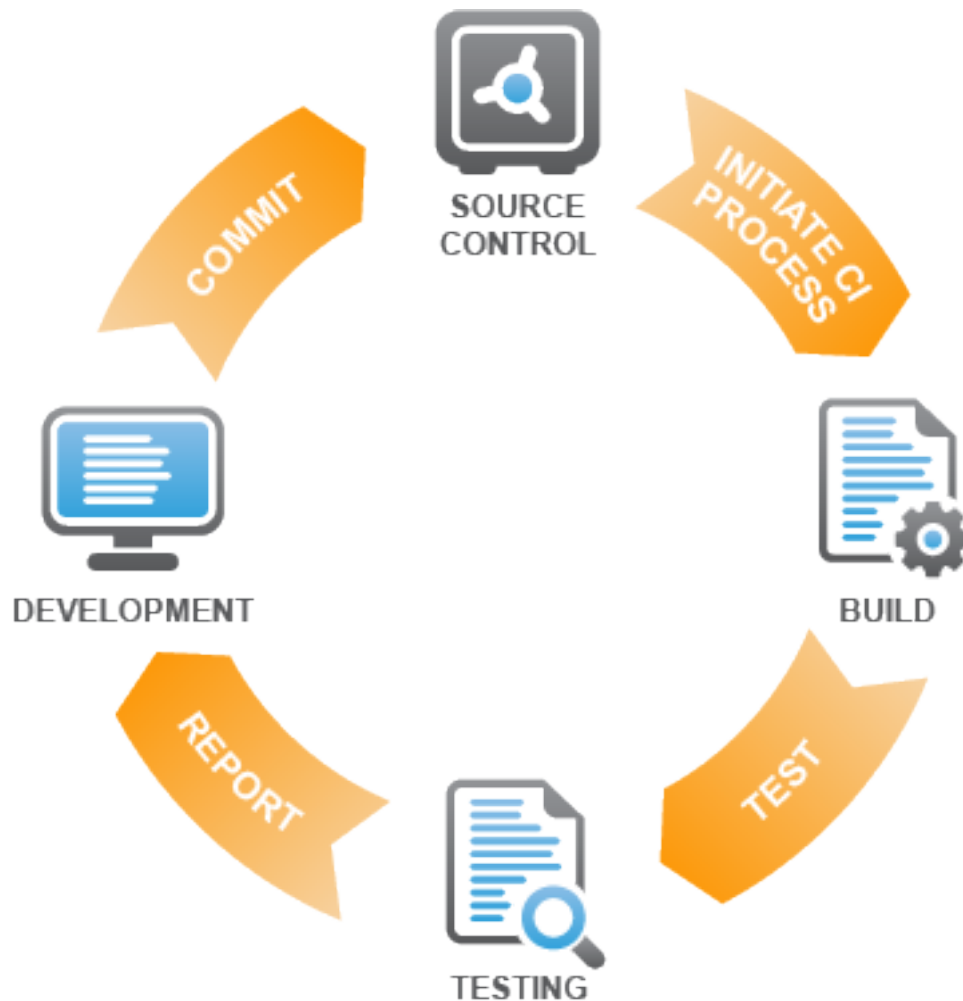 SOURCE
CONTROL
INITIATE CI
PROCESS
BUILD
TEST
TESTING
REPORT
DEVELOPMENT
COMMIT